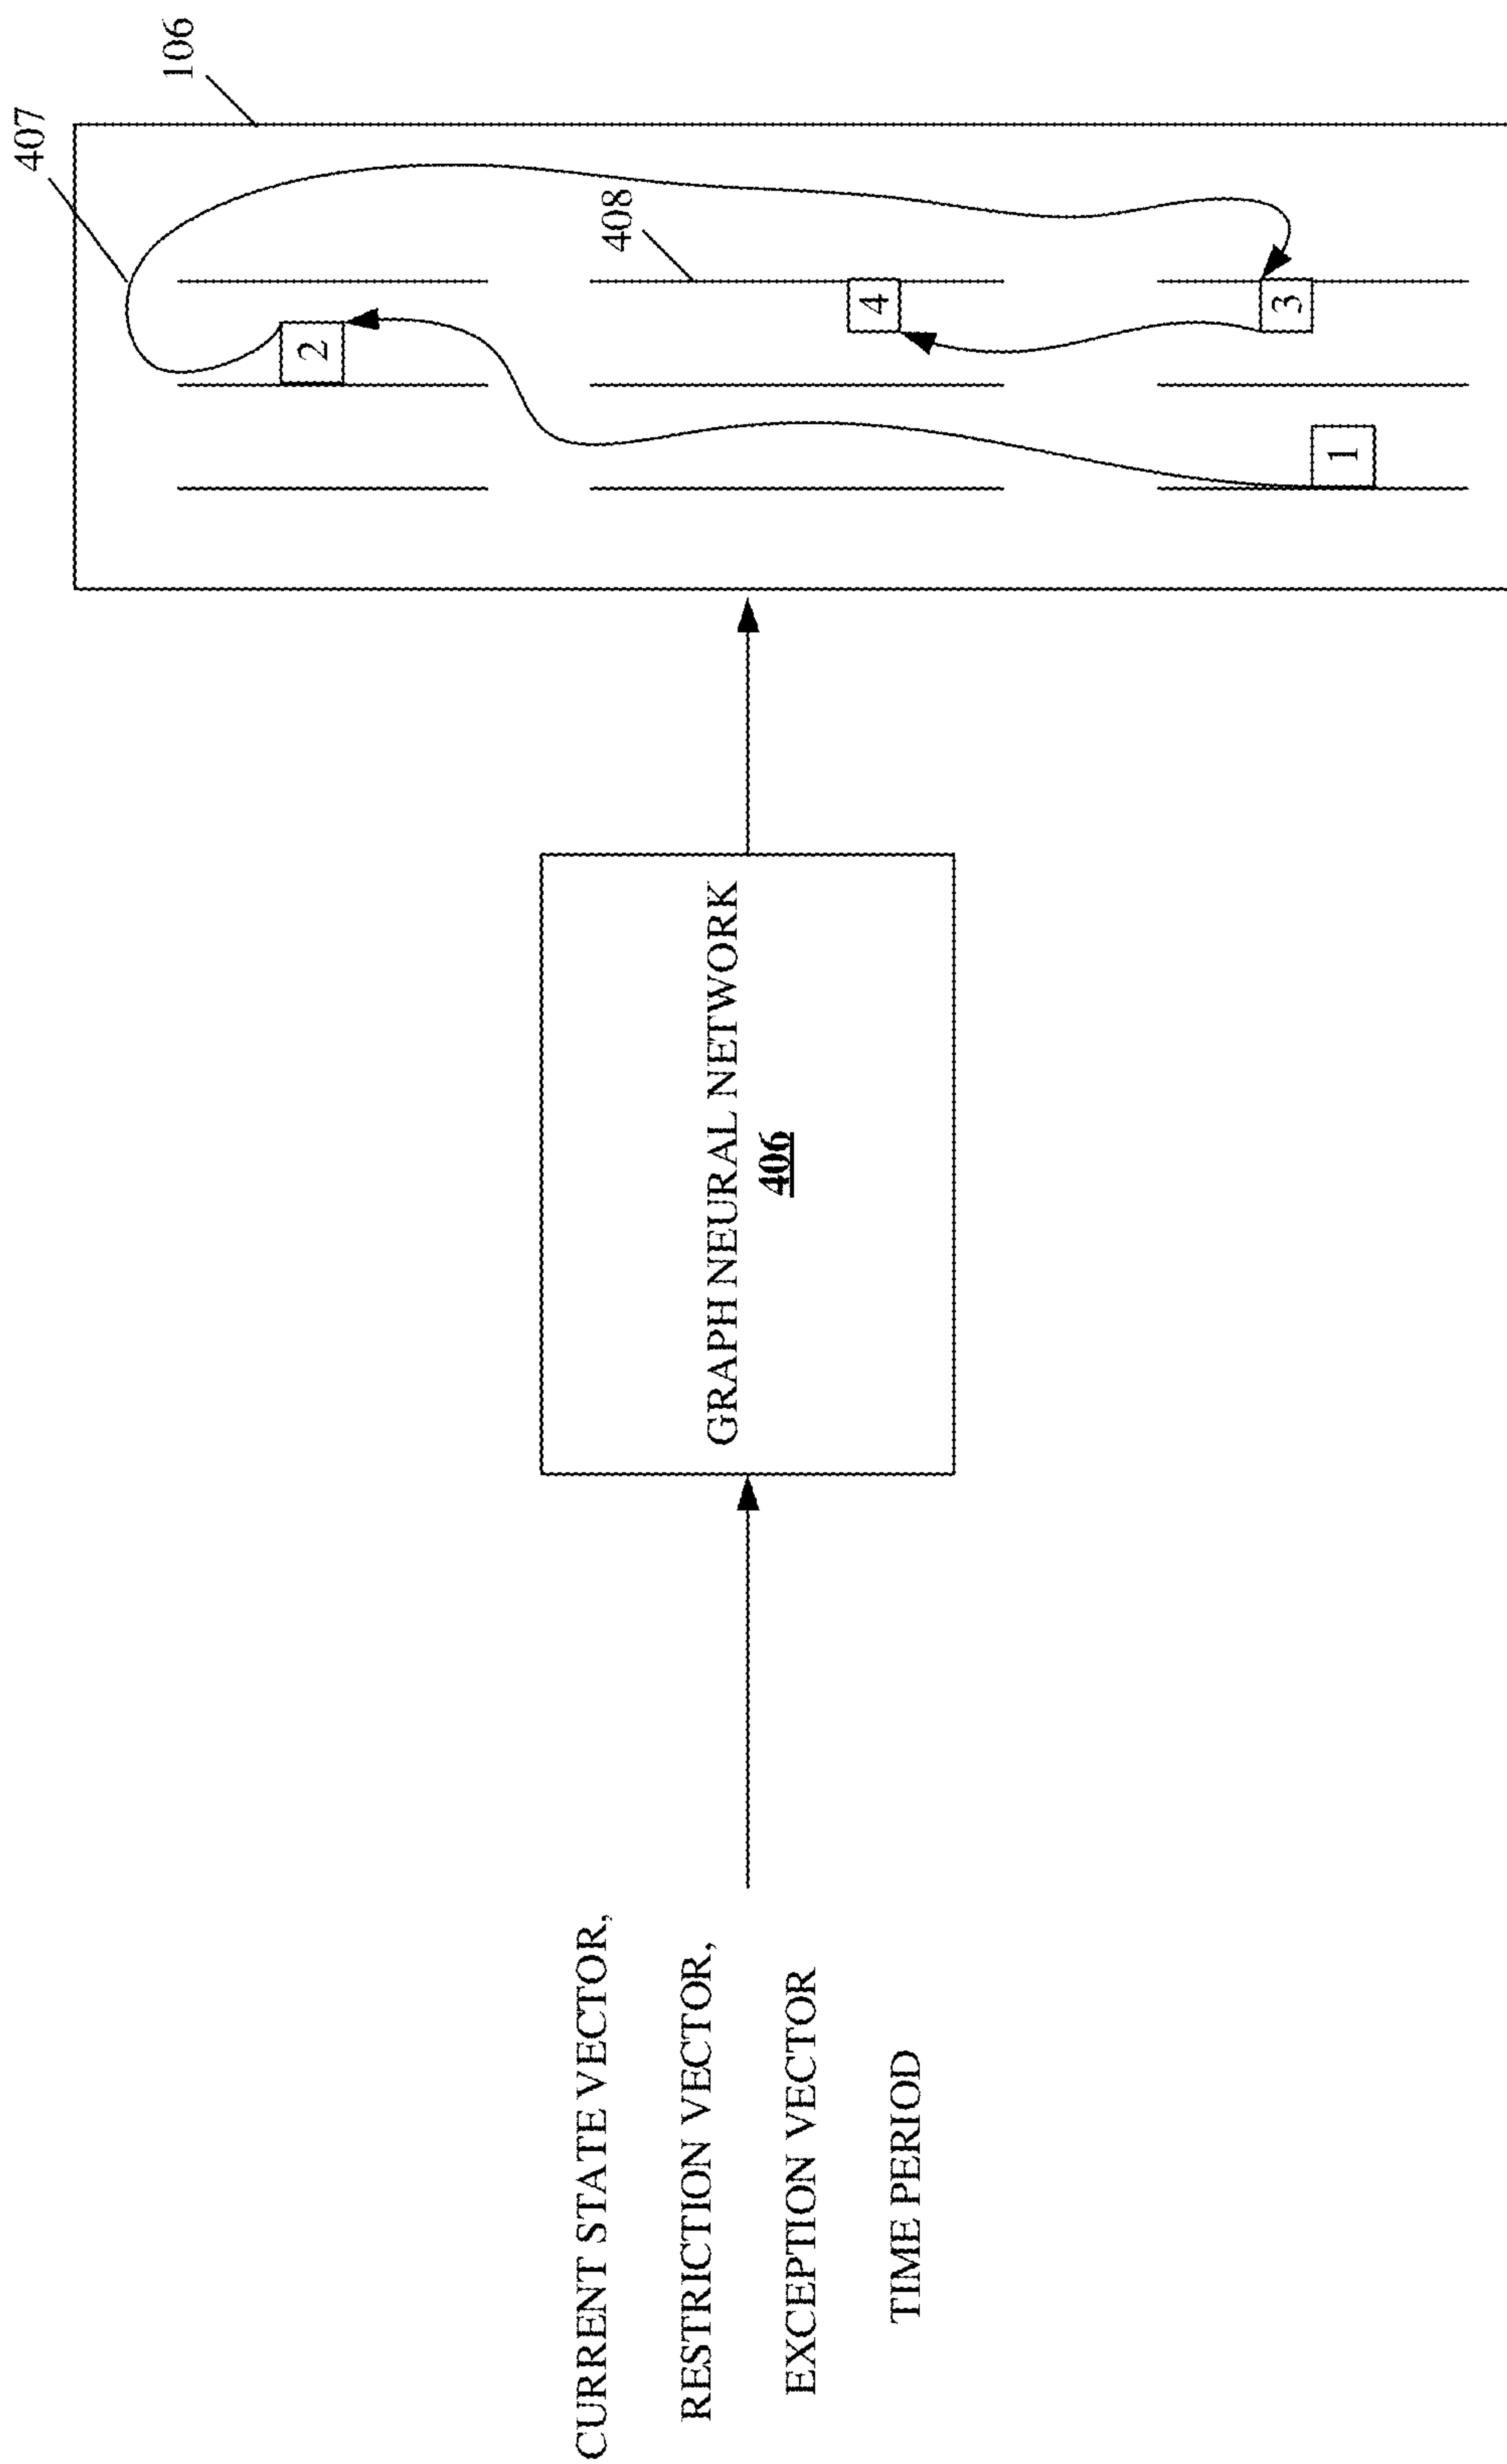 CURRENT STATE VECTOR,
RESTRICTION VECTOR,
EXCEPTION VECTOR
TIME PERIOD
GRAPH NEURAL NETWORK
406
407
106
408
2
4
3
1